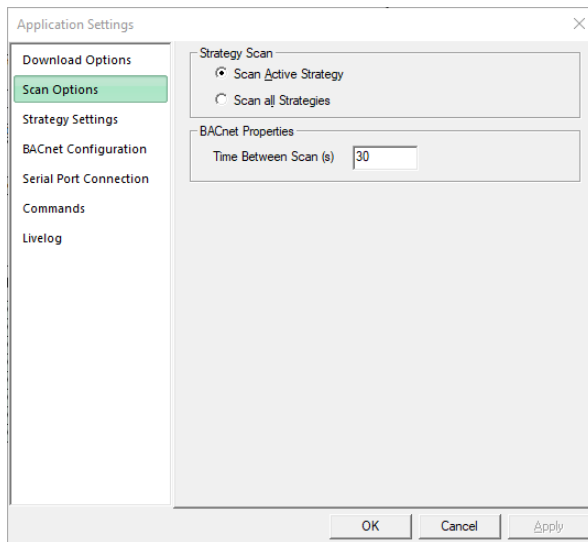 Application Settings
Download Options
Scan Options
Strategy Settings
BACnet Configuration
Serial Port Connection
Commands
Livelog
Strategy Scan
Scan Active Strategy
Scan all Strategies
BACnet Properties
Time Between Scan (s) 30
OK Cancel Apply